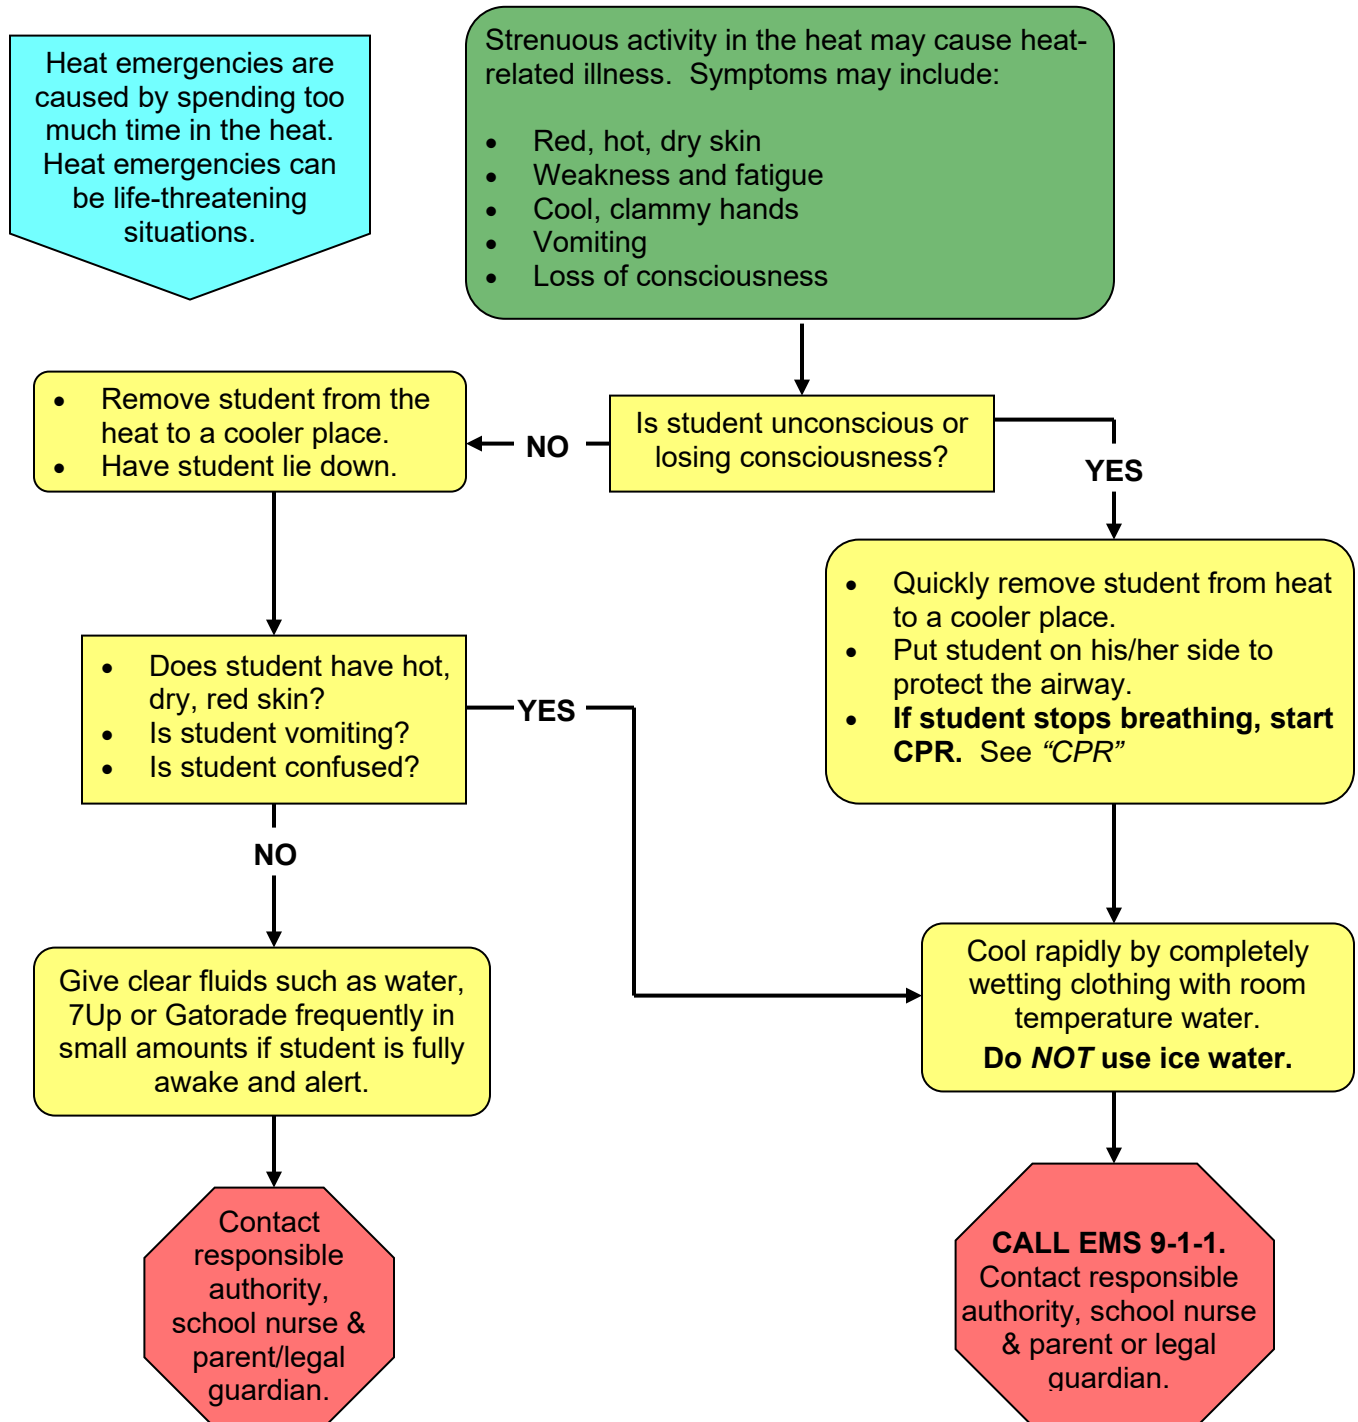 Heat emergencies are
caused by spending too
much time in the heat.
Heat emergencies can
be life-threatening
situations.
Strenuous activity in the heat may cause heat-
related illness.  Symptoms may include:
• Red, hot, dry skin
• Weakness and fatigue
• Cool, clammy hands
• Vomiting
• Loss of consciousness
Is student unconscious or
losing consciousness?
NO
YES
• Remove student from the
heat to a cooler place.
• Have student lie down.
• Quickly remove student from heat
to a cooler place.
• Put student on his/her side to
protect the airway.
• If student stops breathing, start
CPR.  See “CPR”
• Does student have hot,
dry, red skin?
• Is student vomiting?
• Is student confused?
YES
NO
Give clear fluids such as water,
7Up or Gatorade frequently in
small amounts if student is fully
awake and alert.
Cool rapidly by completely
wetting clothing with room
temperature water.
Do NOT use ice water.
Contact
responsible
authority,
school nurse &
parent/legal
guardian.
CALL EMS 9-1-1.
Contact responsible
authority, school nurse
& parent or legal
guardian.